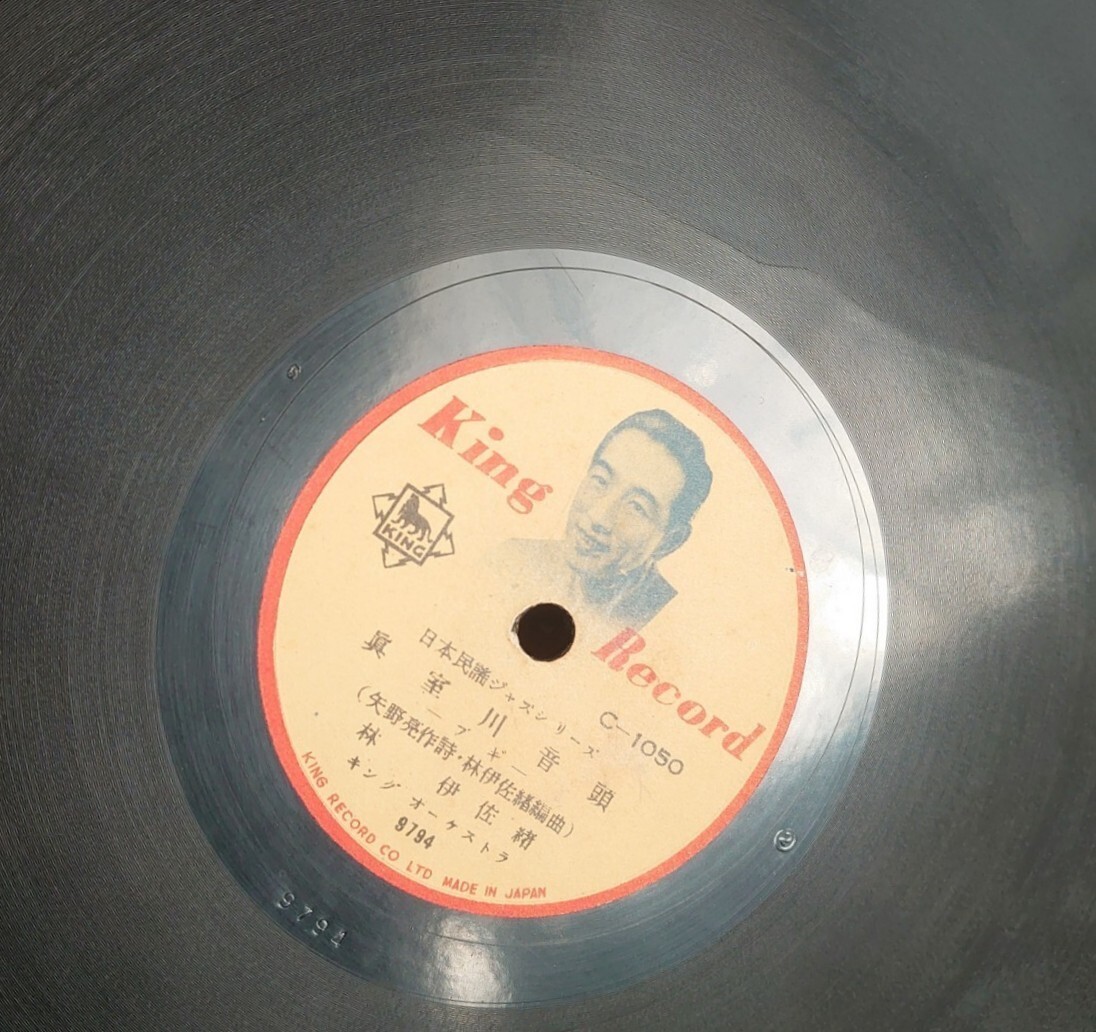 King
KING
Record
C-1050
日本民謡ジャズシリーズ
眞室川音頭
—ブギ—
(矢野亮作詩・林伊佐緒編曲)
林伊佐緒
キングオーケストラ
9794
KING RECORD CO LTD MADE IN JAPAN
9794